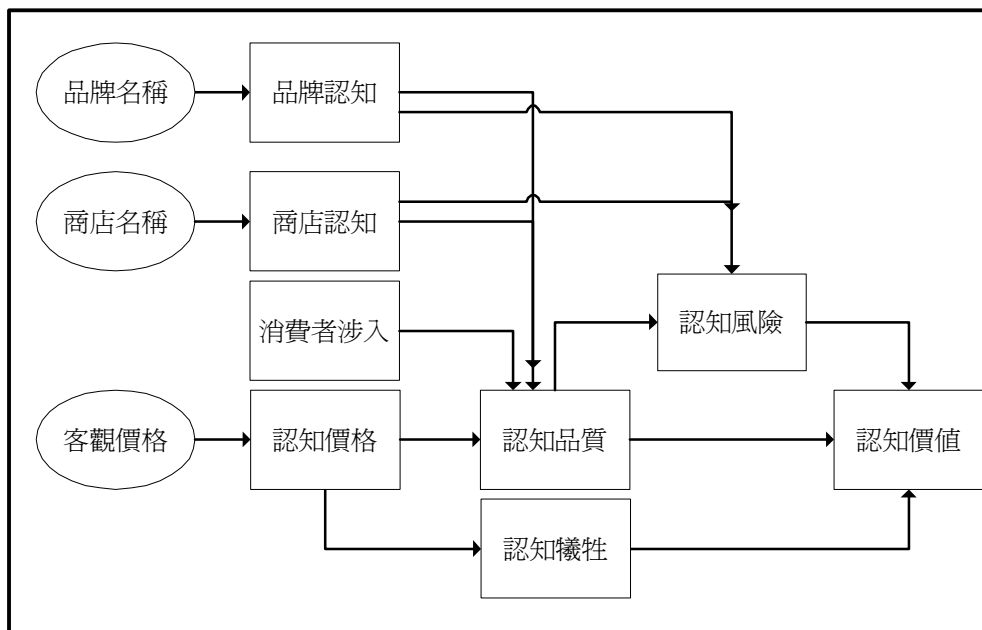 品牌名稱
品牌認知
商店名稱
商店認知
消費者涉入
認知風險
客觀價格
認知價格
認知品質
認知價值
認知犧牲